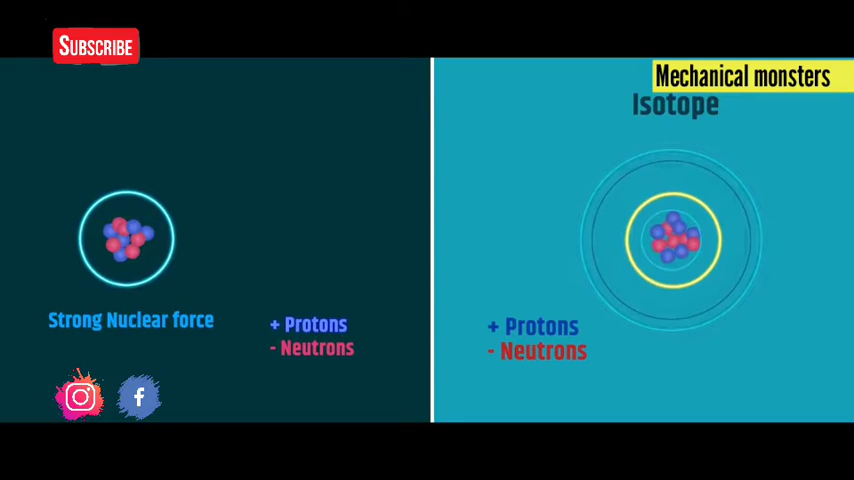 Subscribe
Mechanical monsters
Isotope
Strong Nuclear force
+ Protons
- Neutrons
+ Protons
- Neutrons